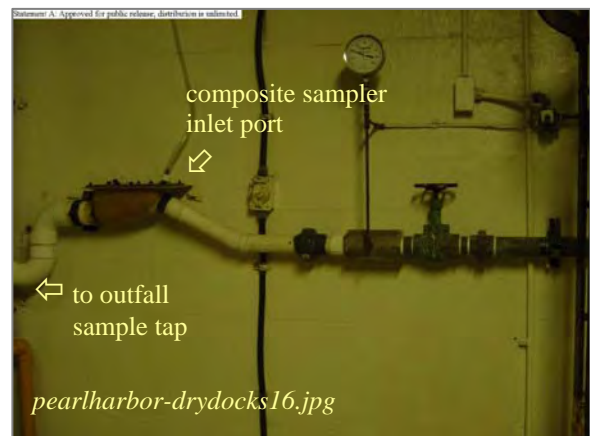 Statement A: Approved for public release, distribution is unlimited.
composite sampler
inlet port
to outfall
sample tap
pearlharbor-drydocks16.jpg